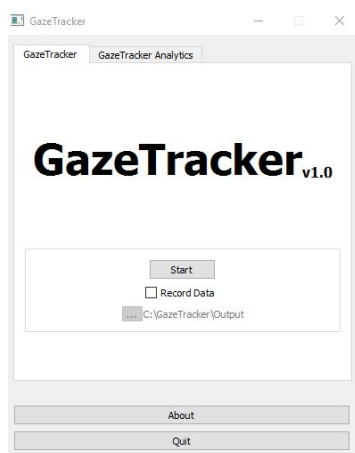 GazeTracker
GazeTracker GazeTracker Analytics
GazeTracker v1.0
Start
Record Data
... C:\GazeTracker\Output
About
Quit